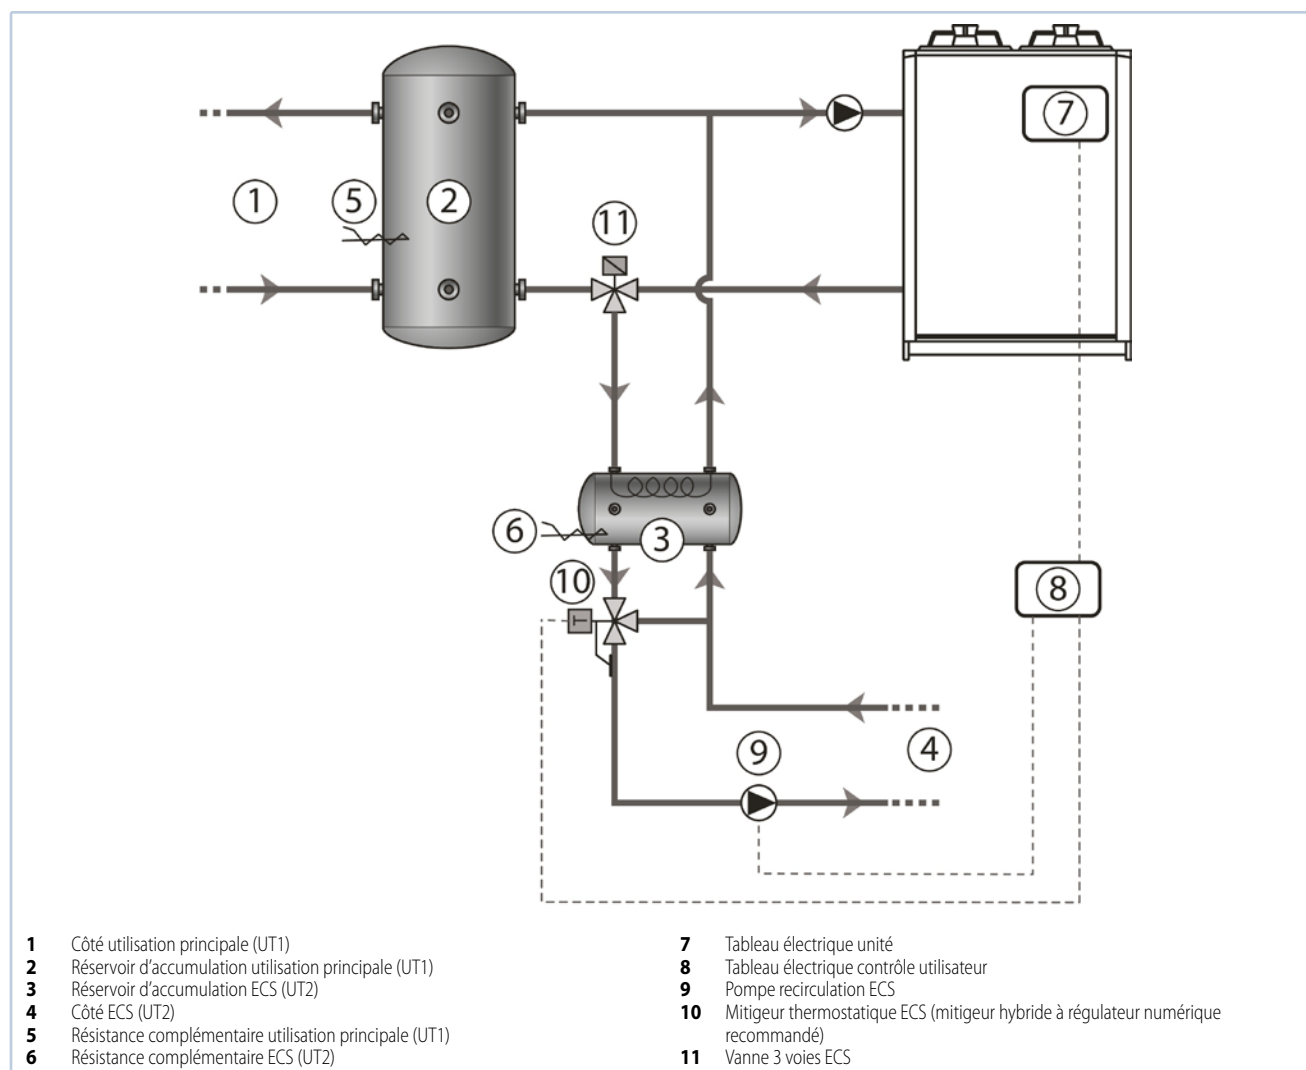 7
1
5
2
11
6
3
10
8
T
9
4
1 Côté utilisation principale (UT1)
2 Réservoir d'accumulation utilisation principale (UT1)
3 Réservoir d'accumulation ECS (UT2)
4 Côté ECS (UT2)
5 Résistance complémentaire utilisation principale (UT1)
6 Résistance complémentaire ECS (UT2)
7 Tableau électrique unité
8 Tableau électrique contrôle utilisateur
9 Pompe recirculation ECS
10 Mitigeur thermostatique ECS (mitigeur hybride à régulateur numérique
recommandé)
11 Vanne 3 voies ECS